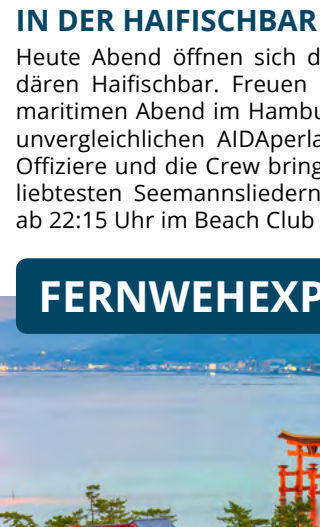 IN DER HAIFISCHBAR
Heute Abend öffnen sich d
dären Haifischbar. Freuen
maritimen Abend im Hambu
unvergleichlichen AIDAperla
Offiziere und die Crew bring
liebtesten Seemannsliedern
ab 22:15 Uhr im Beach Club
FERNWEHEXP